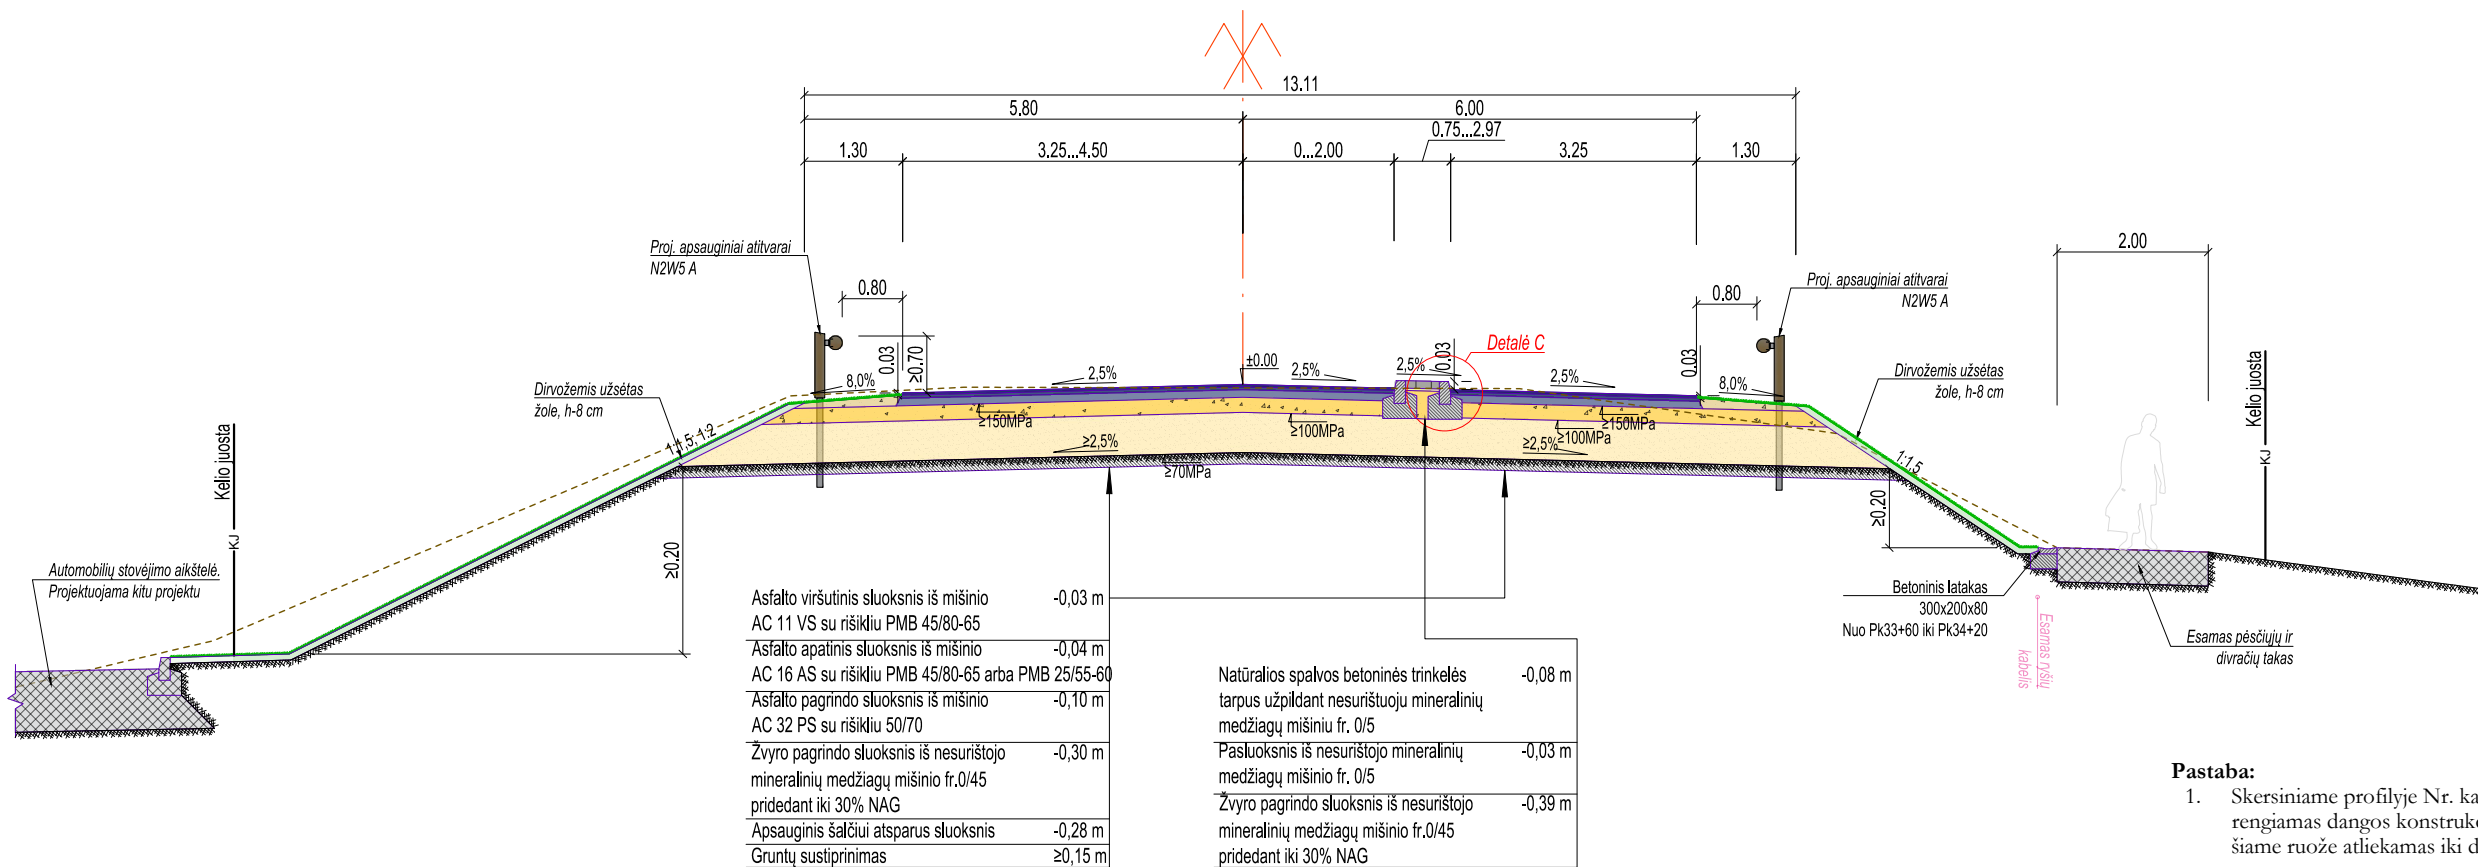 13.11
5.80
6.00
0.75...2.97
1.30
3.25...4.50
0...2.00
3.25
1.30
Proj. apsauginiai atitvarai
N2W5 A
0.80
2.00
Proj. apsauginiai atitvarai
N2W5 A
0.80
0.03
≥0.70
±0.00
0.03
Detalė C
0.03
8,0%
2,5%
2,5%
2,5%
2,5%
8,0%
Dirvožemis užsėtas
žole, h-8 cm
Dirvožemis užsėtas
žole, h-8 cm
Kelio juosta
KJ
Kelio juosta
KJ
1:1,5; 1:2
≥150MPa
≥100MPa
≥100MPa
≥150MPa
≥2.5%
≥2.5%
≥70MPa
1:1,5
≥0.20
≥0.20
Automobilių stovėjimo aikštelė.
Projektuojama kitu projektu
Betoninis latakas
300x200x80
Nuo Pk33+60 iki Pk34+20
Esamas ryšių
kabelis
Esamas pėsčiųjų ir
divračių takas
Asfalto viršutinis sluoksnis iš mišinio -0,03 m
AC 11 VS su rišikliu PMB 45/80-65
Asfalto apatinis sluoksnis iš mišinio -0,04 m
AC 16 AS su rišikliu PMB 45/80-65 arba PMB 25/55-60
Asfalto pagrindo sluoksnis iš mišinio -0,10 m
AC 32 PS su rišikliu 50/70
Žvyro pagrindo sluoksnis iš nesurištojo -0,30 m
mineralinių medžiagų mišinio fr.0/45
pridedant iki 30% NAG
Apsauginis šalčiui atsparus sluoksnis -0,28 m
Gruntų sustiprinimas ≥0,15 m
Natūralios spalvos betoninės trinkelės -0,08 m
tarpus užpildant nesurištuoju mineralinių
medžiagų mišiniu fr. 0/5
Pasluoksnis iš nesurištojo mineralinių -0,03 m
medžiagų mišinio fr. 0/5
Žvyro pagrindo sluoksnis iš nesurištojo -0,39 m
mineralinių medžiagų mišinio fr.0/45
pridedant iki 30% NAG
Pastaba:
1. Skersiniame profilyje Nr. ka
rengiamas dangos konstrukc
šiame ruože atliekamas iki d